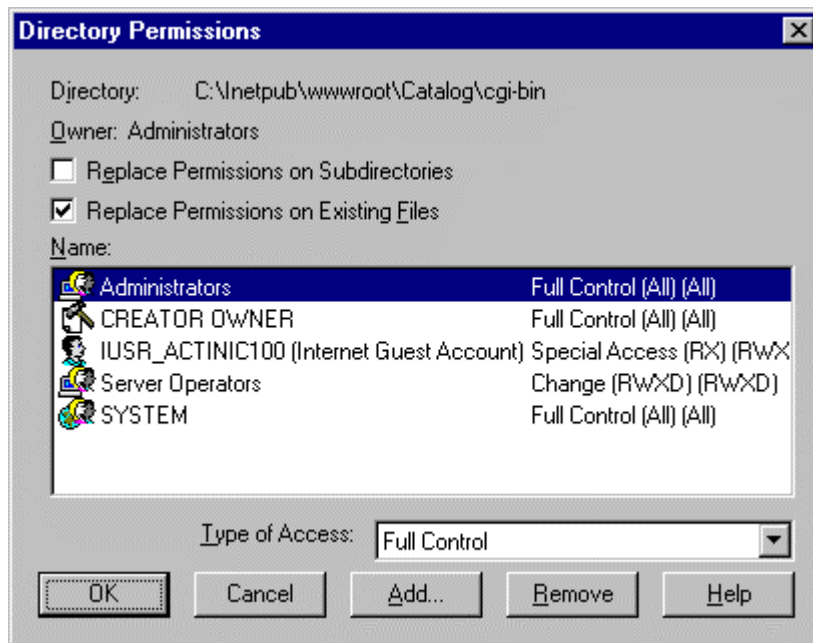 Directory Permissions
Directory: C:\Inetpub\wwwroot\Catalog\cgi-bin
Owner: Administrators
Replace Permissions on Subdirectories
Replace Permissions on Existing Files
Name:
Administrators Full Control (All) (All)
CREATOR OWNER Full Control (All) (All)
IUSR_ACTINIC100 (Internet Guest Account) Special Access (RX) (RWX
Server Operators Change (RWXD) (RWXD)
SYSTEM Full Control (All) (All)
Type of Access: Full Control
OK Cancel Add... Remove Help